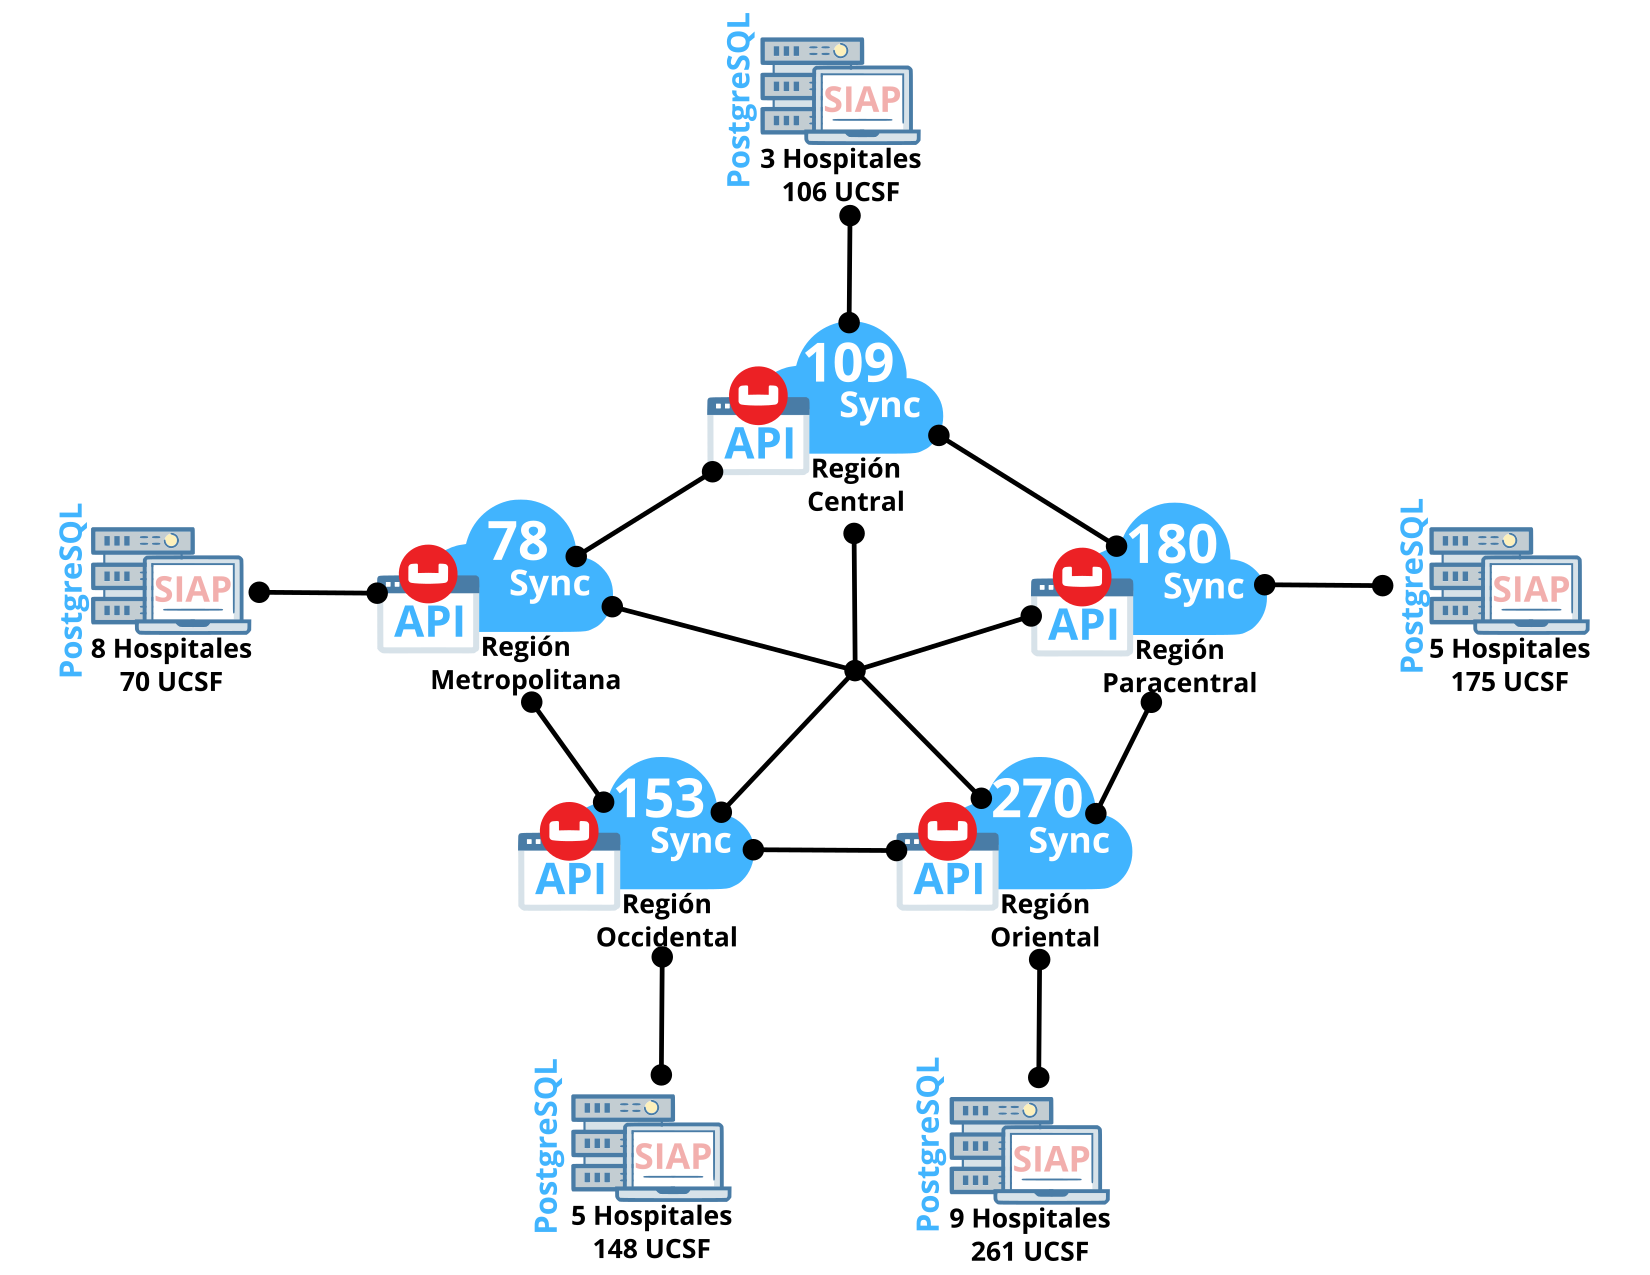 PostgreSQL
SIAP
3 Hospitales
106 UCSF
109
Sync
API
Región
Central
78
Sync
API
Región
Metropolitana
PostgreSQL
SIAP
8 Hospitales
70 UCSF
180
Sync
API
Región
Paracentral
PostgreSQL
SIAP
5 Hospitales
175 UCSF
153
Sync
API
Región
Occidental
270
Sync
API
Región
Oriental
PostgreSQL
SIAP
5 Hospitales
148 UCSF
PostgreSQL
SIAP
9 Hospitales
261 UCSF